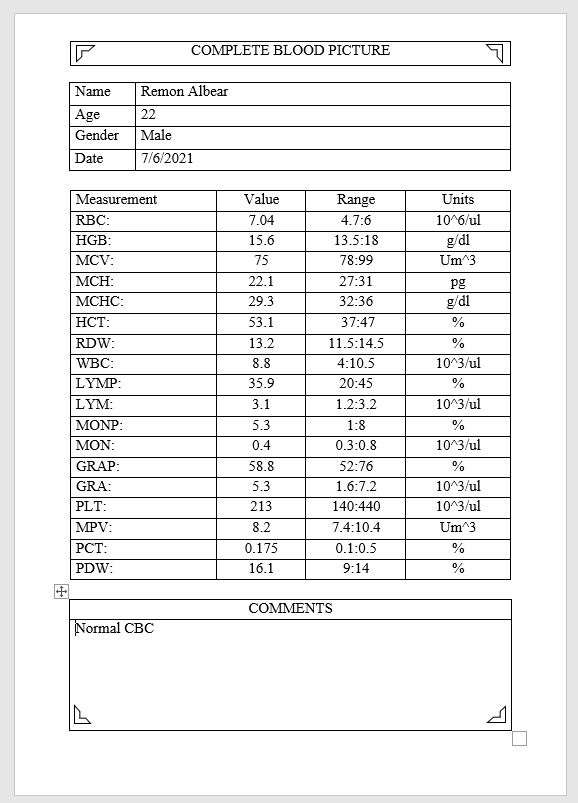 COMPLETE BLOOD PICTURE
Name Remon Albear
Age 22
Gender Male
Date 7/6/2021
Measurement Value Range Units
RBC: 7.04 4.7:6 10^6/ul
HGB: 15.6 13.5:18 g/dl
MCV: 75 78:99 Um^3
MCH: 22.1 27:31 pg
MCHC: 29.3 32:36 g/dl
HCT: 53.1 37:47 %
RDW: 13.2 11.5:14.5 %
WBC: 8.8 4:10.5 10^3/ul
LYMP: 35.9 20:45 %
LYM: 3.1 1.2:3.2 10^3/ul
MONP: 5.3 1:8 %
MON: 0.4 0.3:0.8 10^3/ul
GRAP: 58.8 52:76 %
GRA: 5.3 1.6:7.2 10^3/ul
PLT: 213 140:440 10^3/ul
MPV: 8.2 7.4:10.4 Um^3
PCT: 0.175 0.1:0.5 %
PDW: 16.1 9:14 %
COMMENTS
Normal CBC